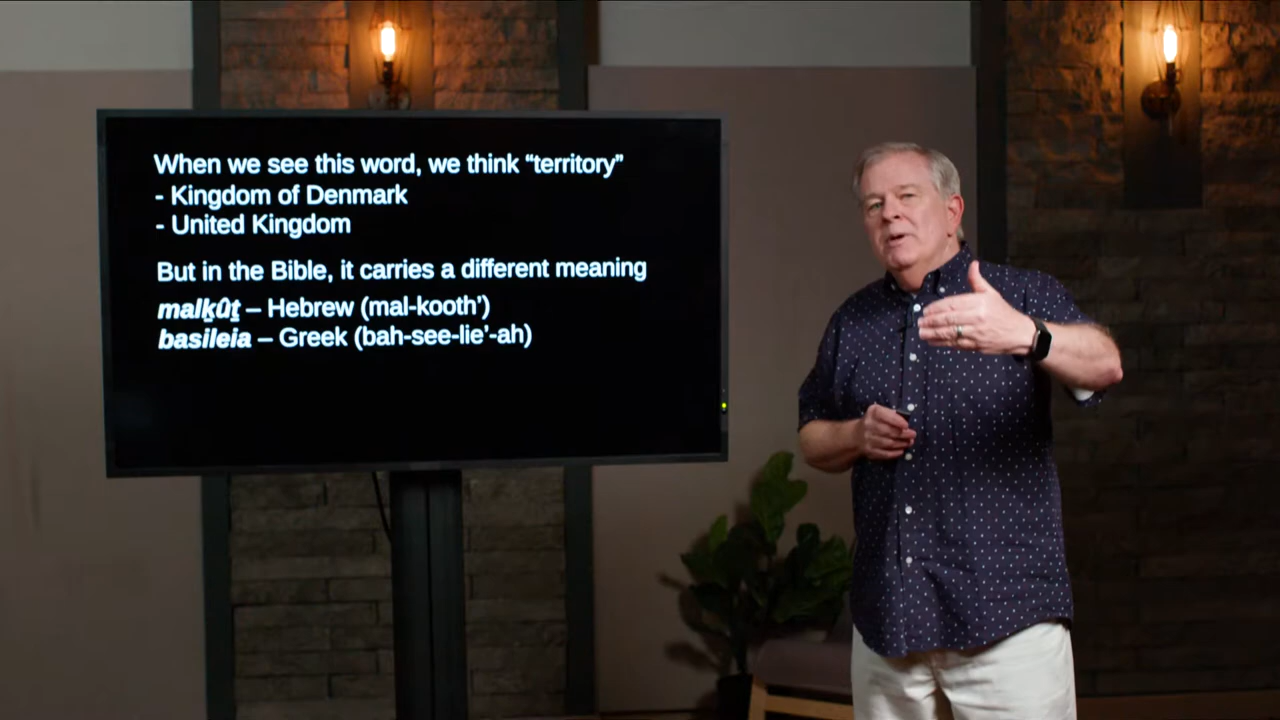 When we see this word, we think “territory”
- Kingdom of Denmark
- United Kingdom
But in the Bible, it carries a different meaning
malḵûṯ – Hebrew (mal-kooth’)
basileia – Greek (bah-see-lie’-ah)